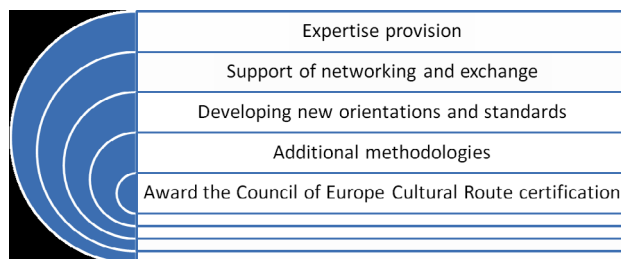 Expertise provision
Support of networking and exchange
Developing new orientations and standards
Additional methodologies
Award the Council of Europe Cultural Route certification